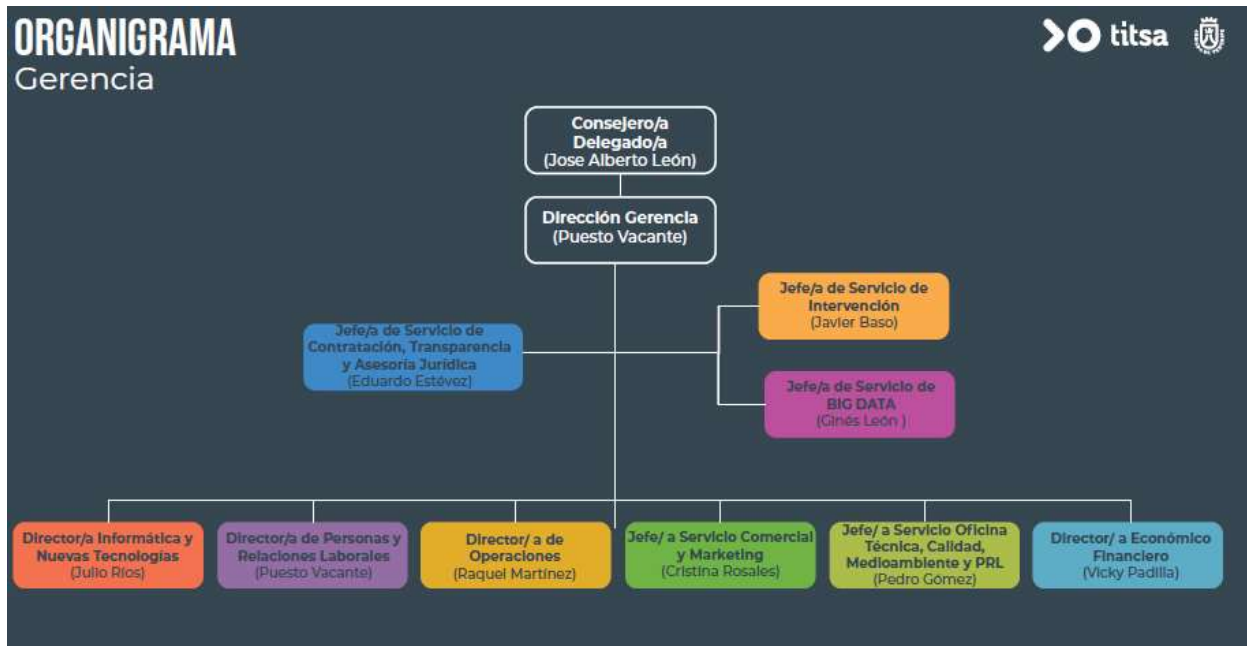 ORGANIGRAMA
Gerencia
titsa
Consejero/a
Delegado/a
(Jose Alberto León)
Dirección Gerencia
(Puesto Vacante)
Jefe/a de Servicio de
Intervención
(Javier Baso)
Jefe/a de Servicio de
Contratación, Transparencia
y Asesoría Jurídica
(Eduardo Estévez)
Jefe/a de Servicio de
BIG DATA
(Ginés León )
Director/a Informática y
Nuevas Tecnologías
(Julio Ríos)
Director/a de Personas y
Relaciones Laborales
(Puesto Vacante)
Director/ a de
Operaciones
(Raquel Martínez)
Jefe/ a Servicio Comercial
y Marketing
(Cristina Rosales)
Jefe/ a Servicio Oficina
Técnica, Calidad,
Medioambiente y PRL
(Pedro Gómez)
Director/ a Económico
Financiero
(Vicky Padilla)